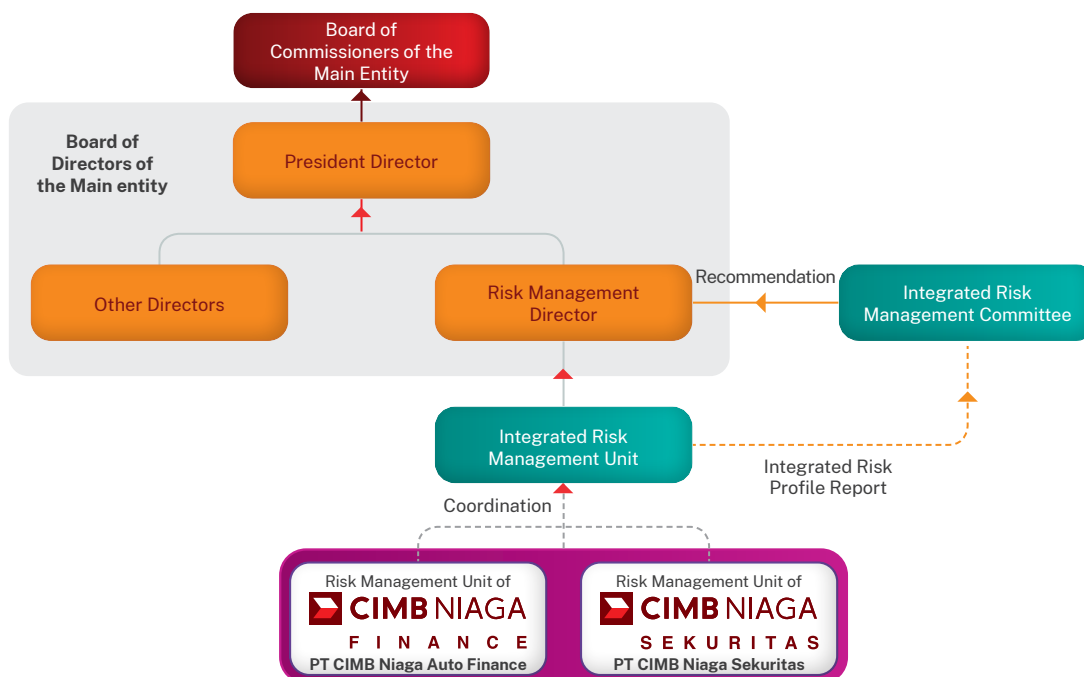 Board of
Commissioners of the
Main Entity
Board of
Directors of
the Main entity
President Director
Other Directors
Risk Management
Director
Recommendation
Integrated Risk
Management Committee
Integrated Risk
Management Unit
Integrated Risk
Profile Report
Coordination
Risk Management Unit of
CIMB NIAGA
FINANCE
PT CIMB Niaga Auto Finance
Risk Management Unit of
CIMB NIAGA
SEKURITAS
PT CIMB Niaga Sekuritas